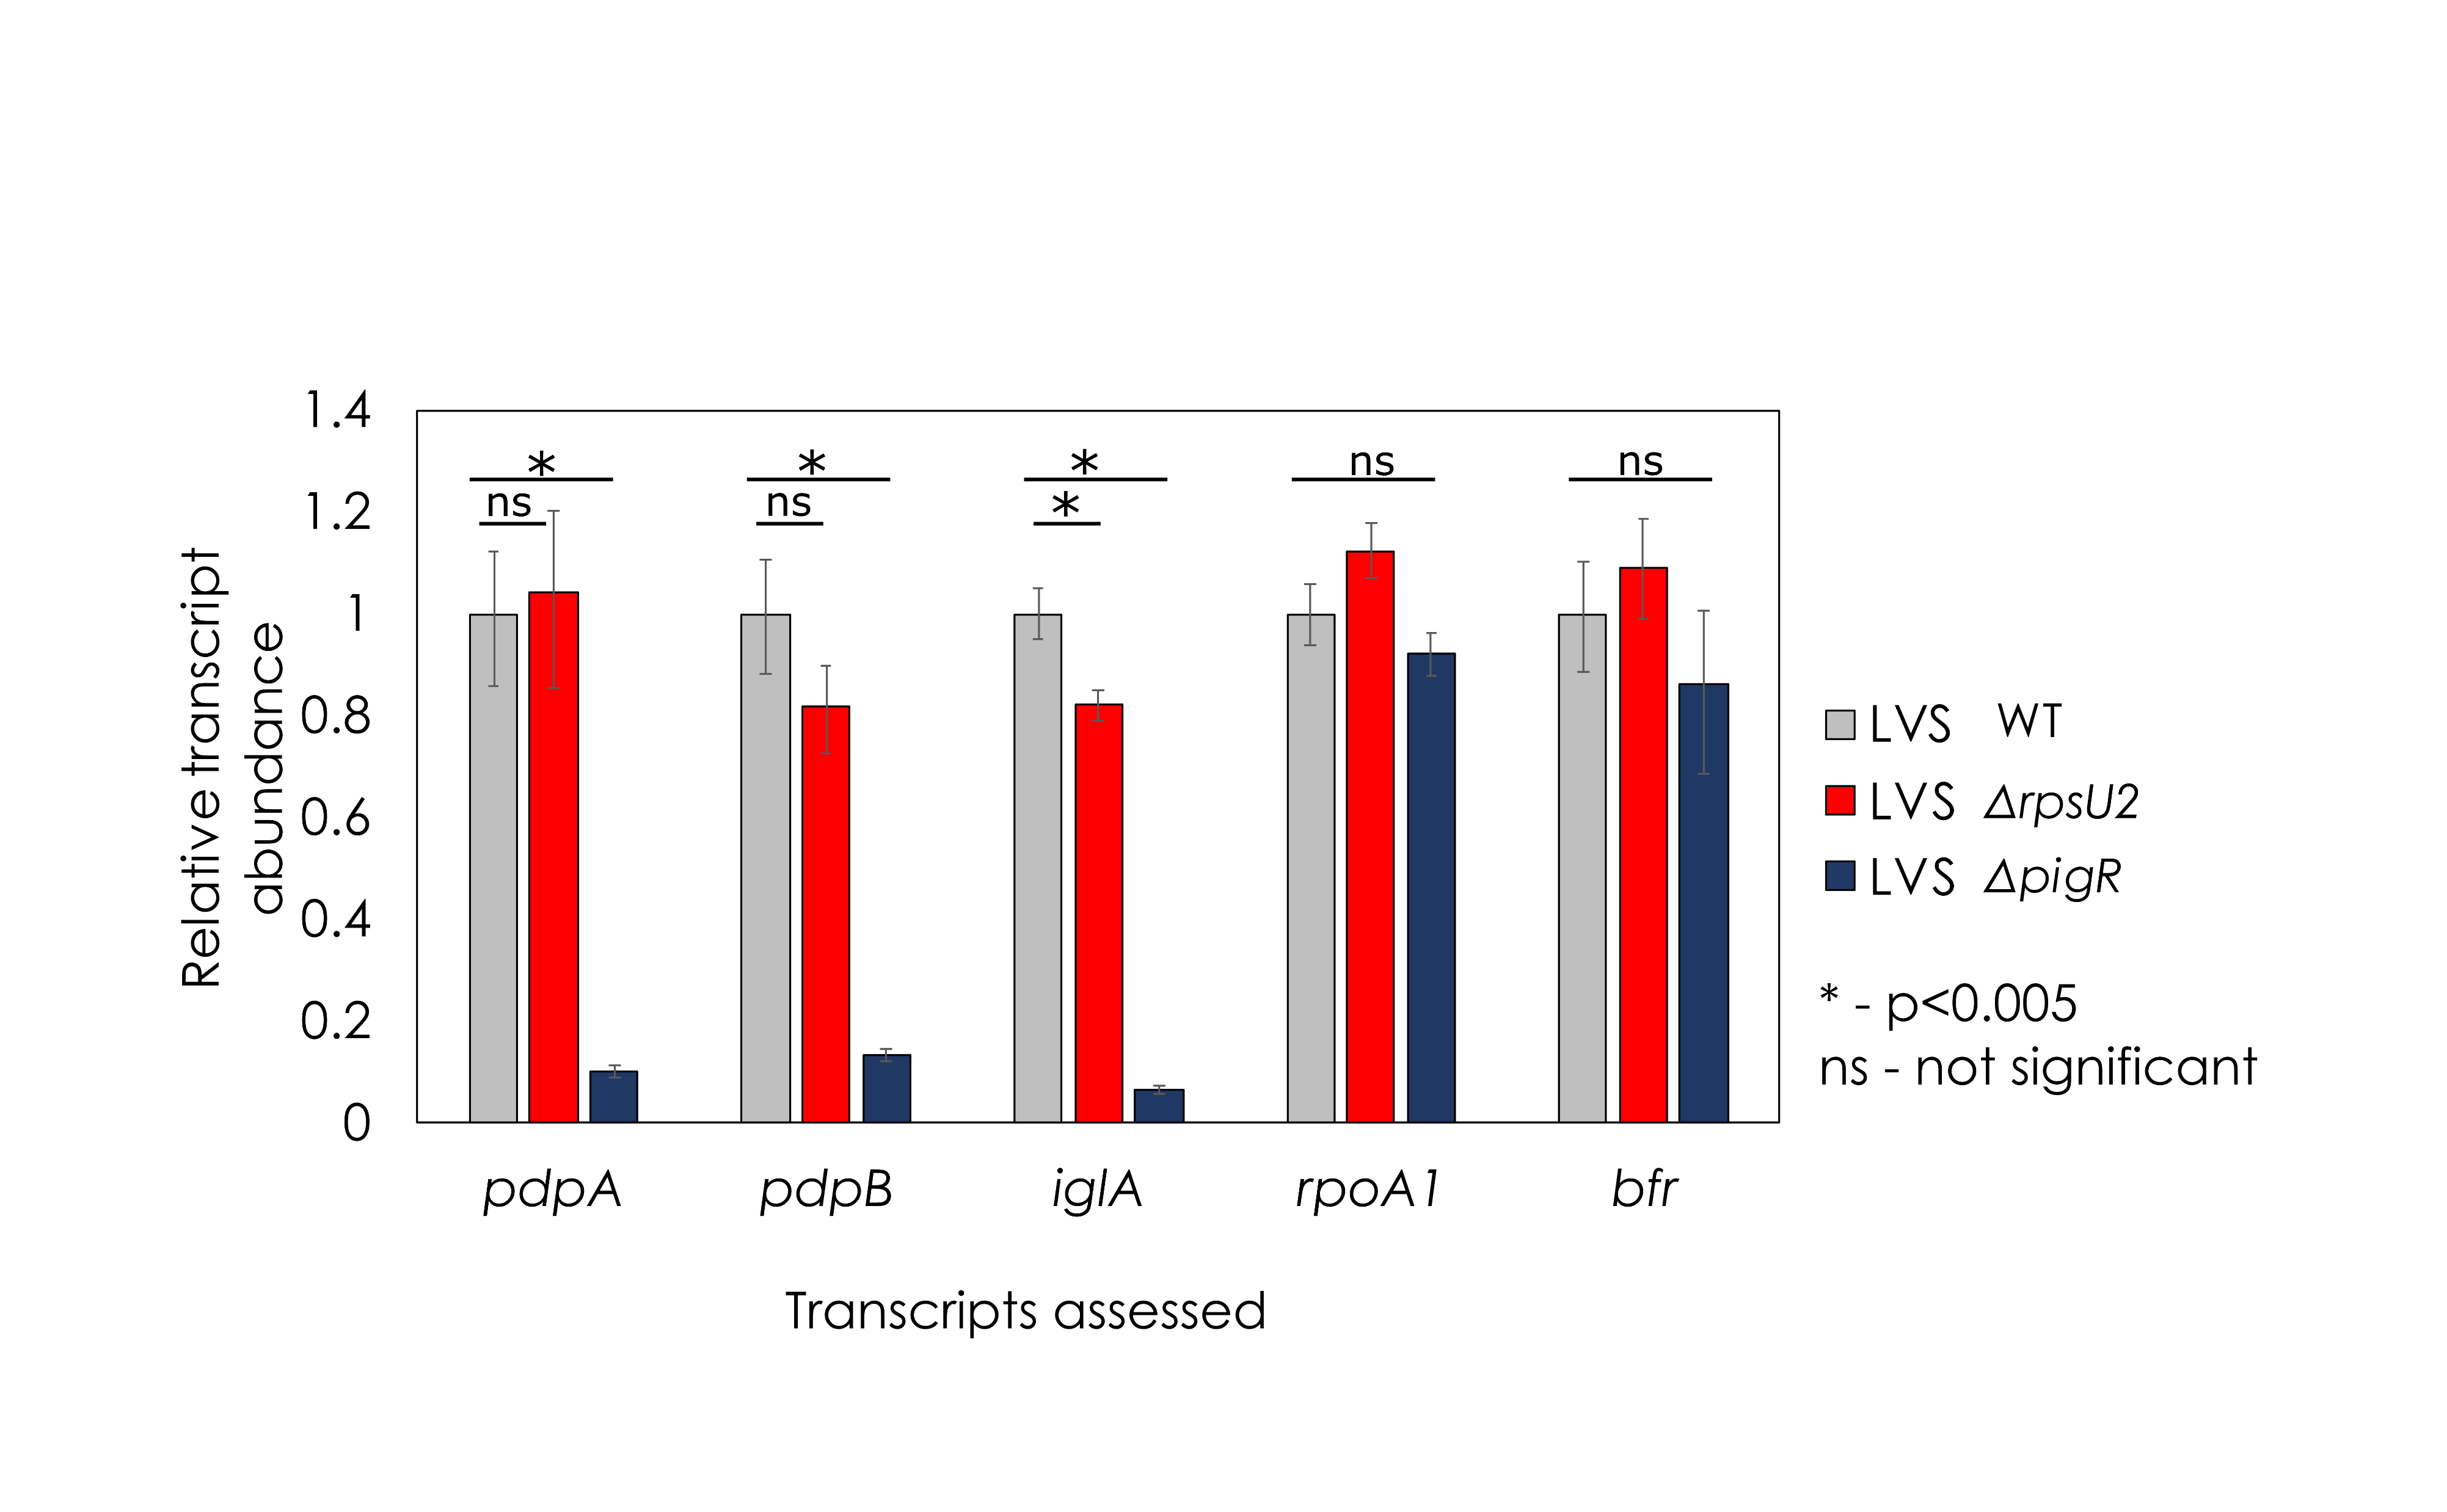 Relative transcript
abundance
1.4
1.2
1
0.8
0.6
0.4
0.2
0
* * * ns ns
ns ns *
pdpA pdpB iglA rpoA1 bfr
Transcripts assessed
LVS WT
LVS ΔrpsU2
LVS ΔpigR
* - p<0.005
ns - not significant